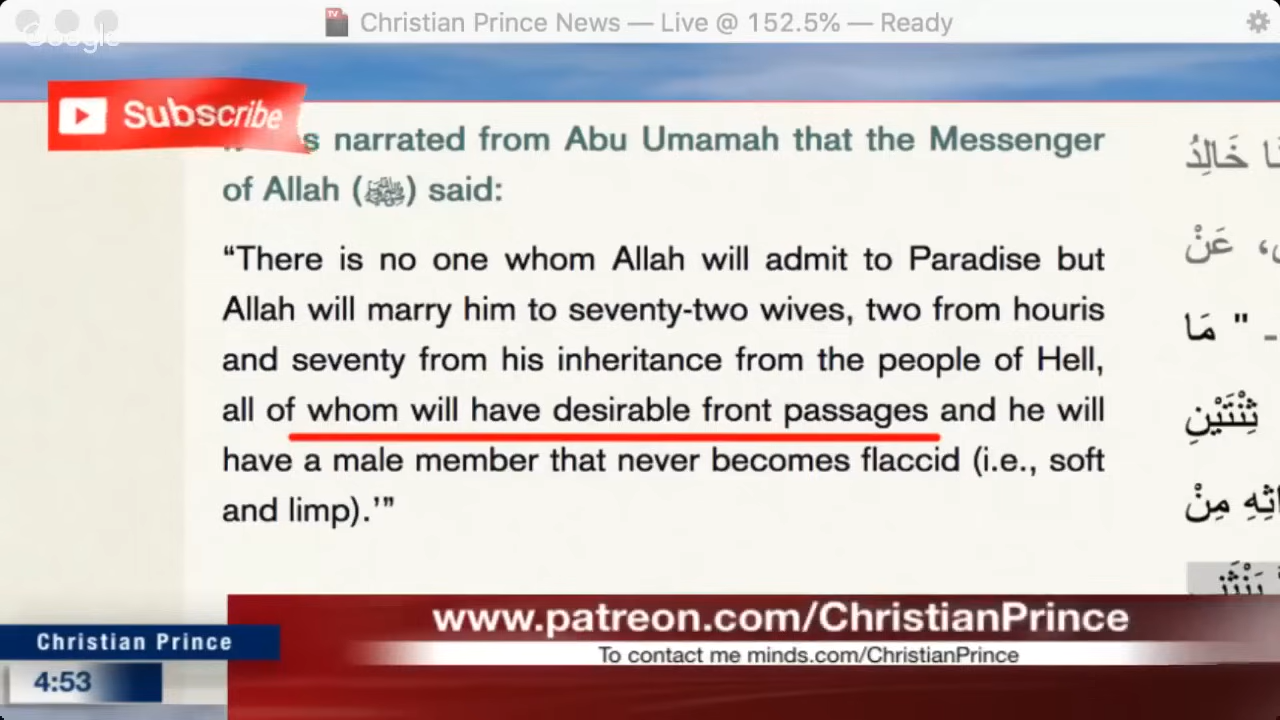 Christian Prince News — Live @ 152.5% — Ready
Google
Subscribe
s narrated from Abu Umamah that the Messenger
of Allah (ﷺ) said:
“There is no one whom Allah will admit to Paradise but
Allah will marry him to seventy-two wives, two from houris
and seventy from his inheritance from the people of Hell,
all of whom will have desirable front passages and he will
have a male member that never becomes flaccid (i.e., soft
and limp).’”
خَالِدُ
عَنْ
" مَا
ثِنْتَيْنِ
مِنْ
www.patreon.com/ChristianPrince
To contact me minds.com/ChristianPrince
Christian Prince
4:53